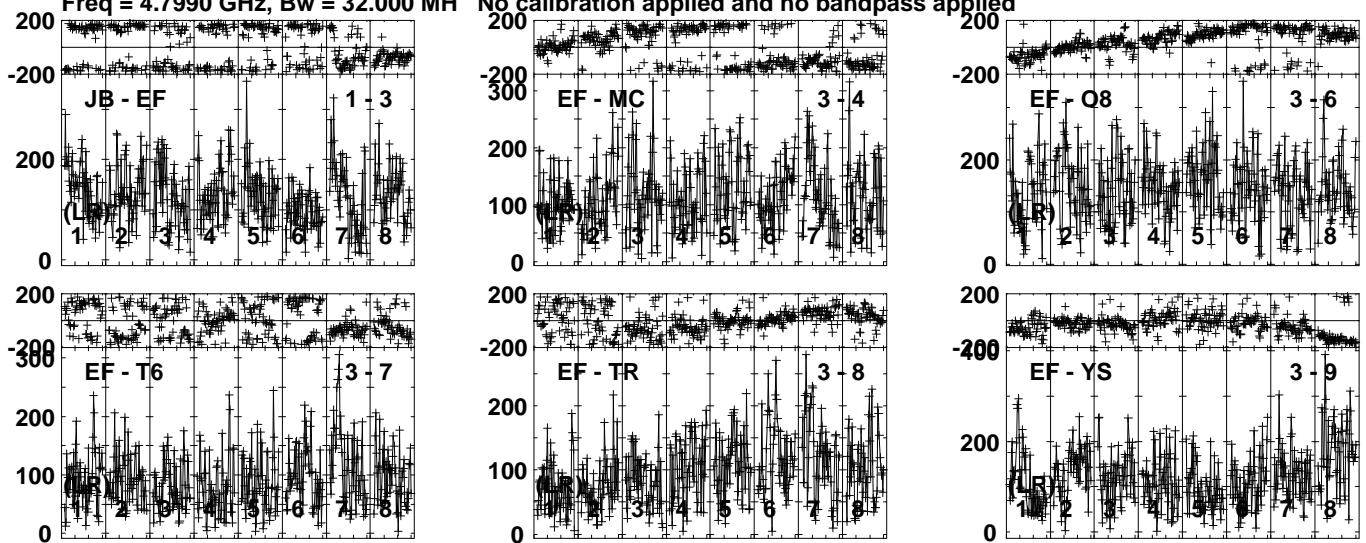 Freq = 4.7990 GHz, Bw = 32.000 MH No calibration applied and no bandpass applied
200
-200
JB - EF 1 - 3
200
(LR)
1 2 3 4 5 6 7 8
0
200
-200
300
EF - MC 3 - 4
200
100
(LR)
1 2 3 4 5 6 7 8
0
200
-200
EF - O8 3 - 6
200
(LR)
1 2 3 4 5 6 7 8
0
200
-200
300
EF - T6 3 - 7
200
100
(LR)
1 2 3 4 5 6 7 8
0
200
-200
EF - TR 3 - 8
200
100
(LR)
1 2 3 4 5 6 7 8
0
200
-200
400
EF - YS 3 - 9
200
(LR)
1 2 3 4 5 6 7 8
0